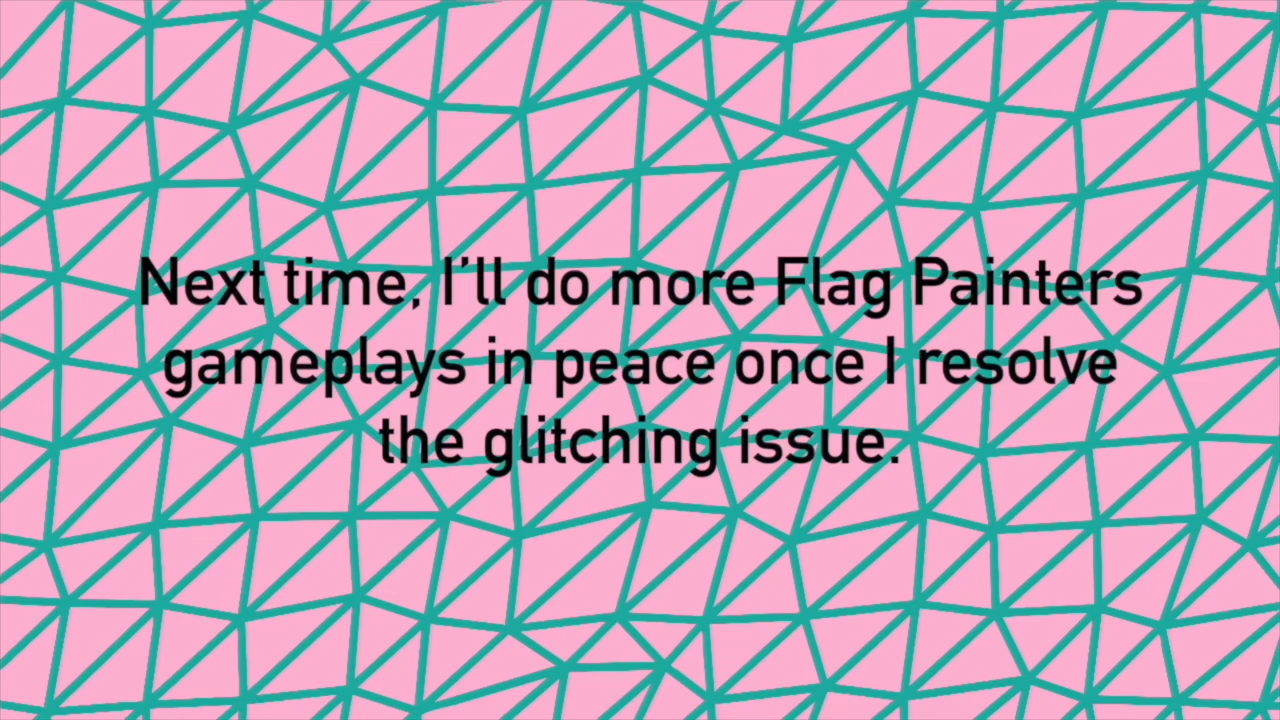 Next time, I’ll do more Flag Painters
gameplays in peace once I resolve
the glitching issue.